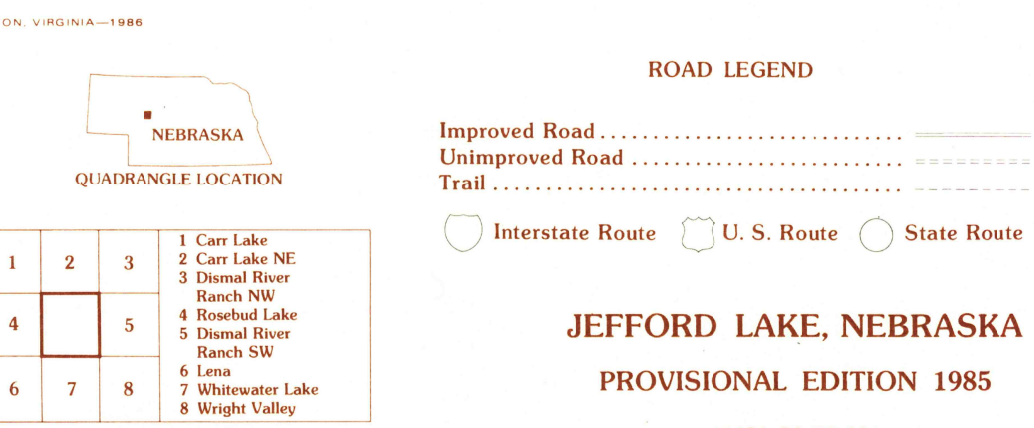 ON, VIRGINIA—1986
NEBRASKA
QUADRANGLE LOCATION
1 2 3
4 5
6 7 8
1 Carr Lake
2 Carr Lake NE
3 Dismal River
Ranch NW
4 Rosebud Lake
5 Dismal River
Ranch SW
6 Lena
7 Whitewater Lake
8 Wright Valley
ROAD LEGEND
Improved Road
Unimproved Road
Trail
Interstate Route U. S. Route State Route
JEFFORD LAKE, NEBRASKA
PROVISIONAL EDITION 1985